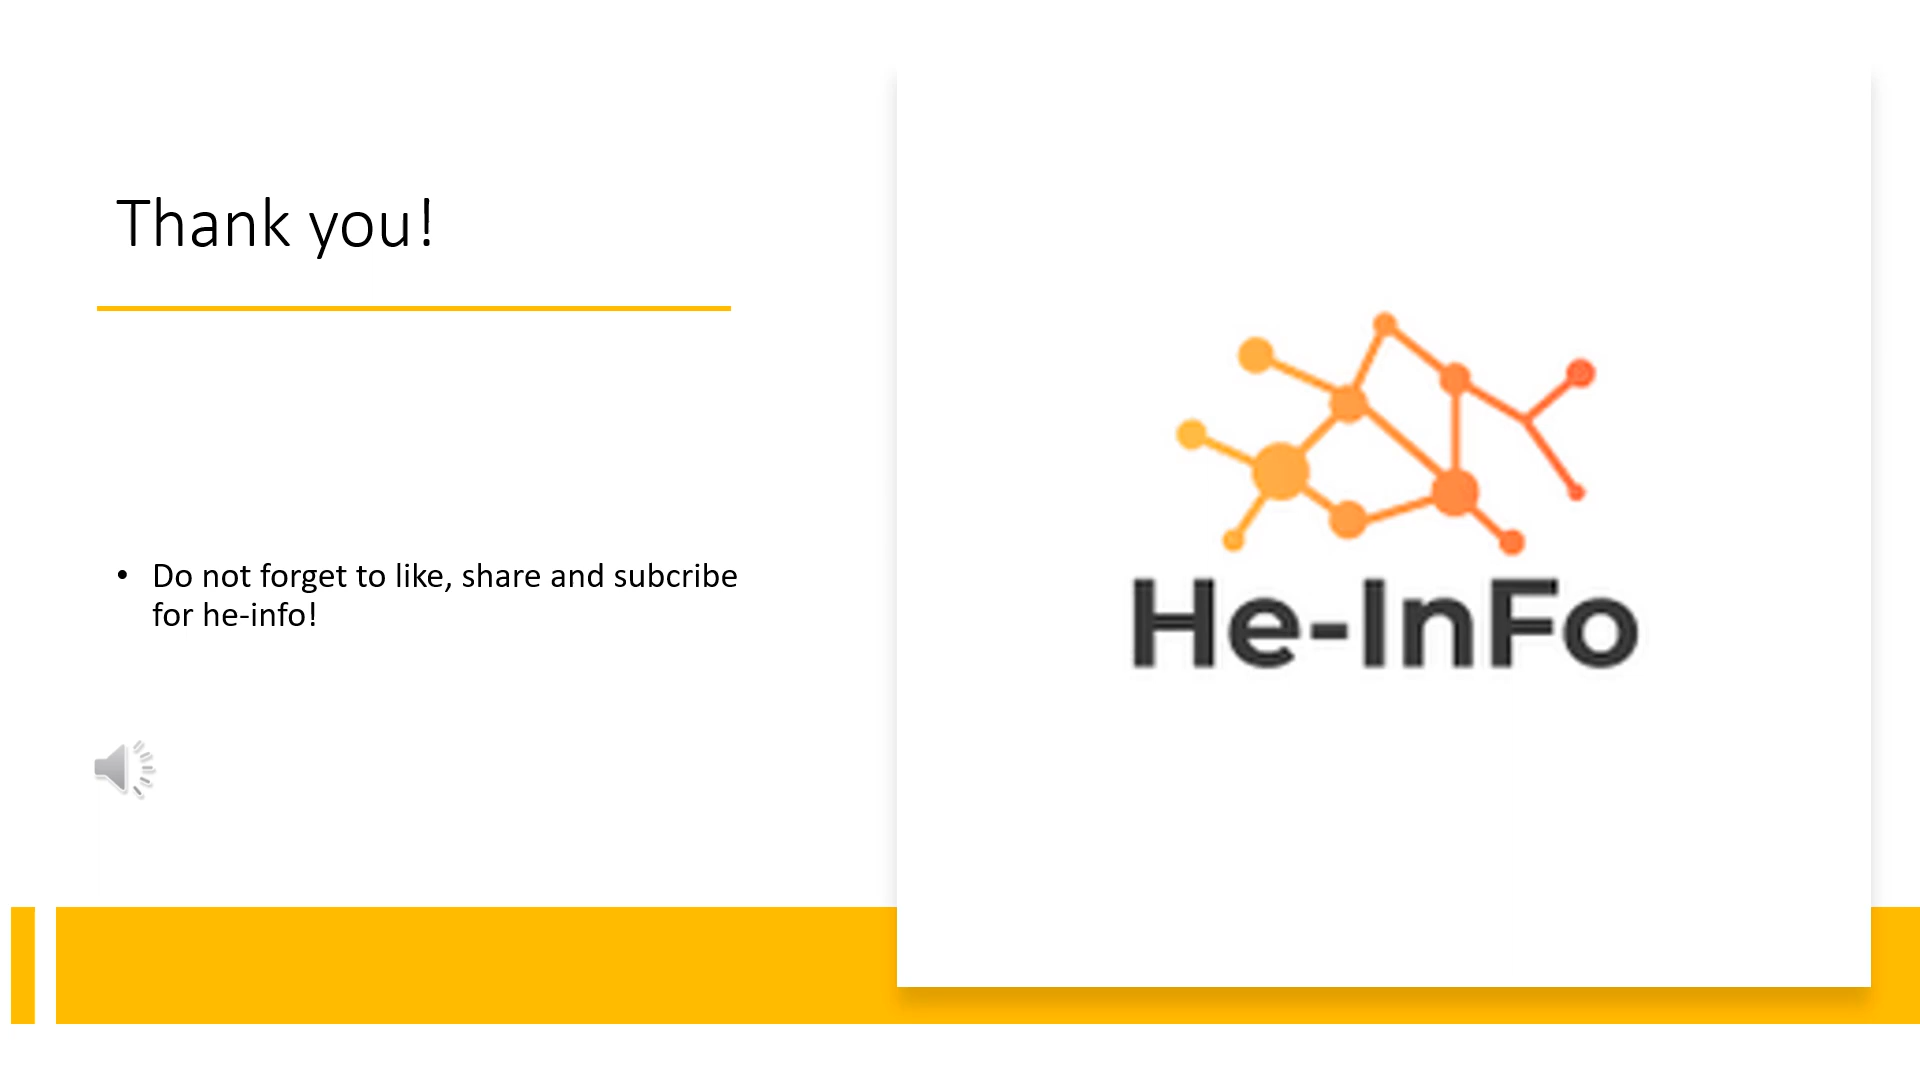 Thank you!
• Do not forget to like, share and subcribe
for he-info!
He-InFo